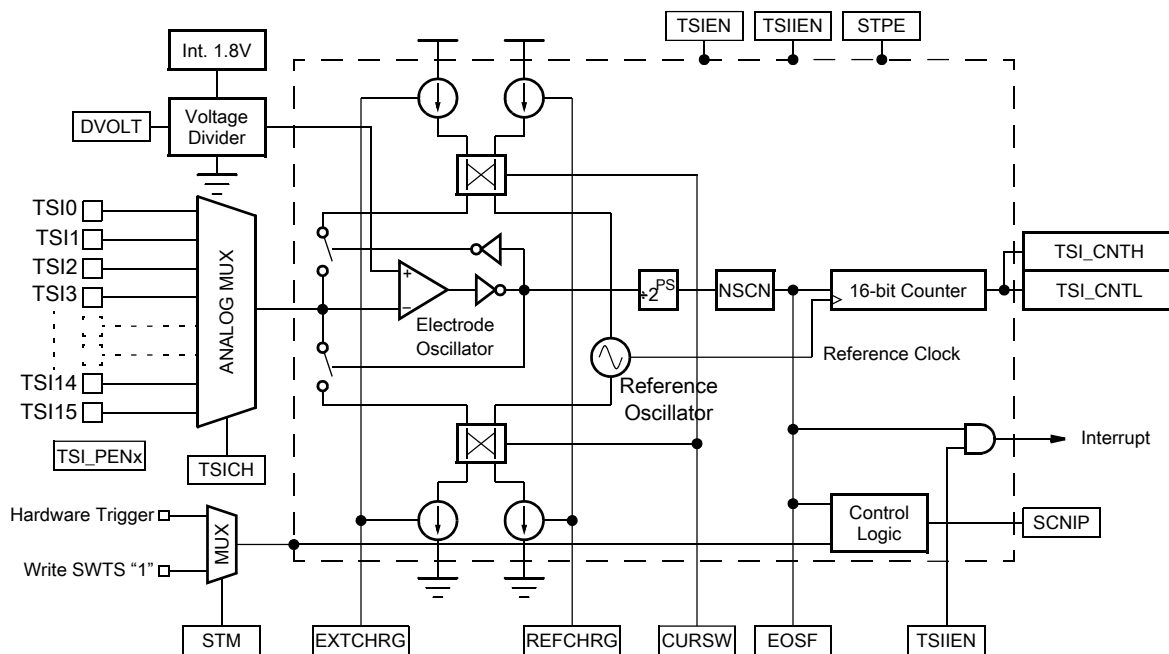 TSIEN
TSIIEN
STPE
Int. 1.8V
DVOLT
Voltage
Divider
TSI0
TSI1
TSI2
TSI3
TSI14
TSI15
ANALOG MUX
TSI_PENx
TSICH
+
−
Electrode
Oscillator
÷2^PS
NSCN
16-bit Counter
TSI_CNTH
TSI_CNTL
Reference Clock
Reference
Oscillator
Interrupt
Control
Logic
SCNIP
Hardware Trigger
Write SWTS “1”
MUX
STM
EXTCHRG
REFCHRG
CURSW
EOSF
TSIIEN